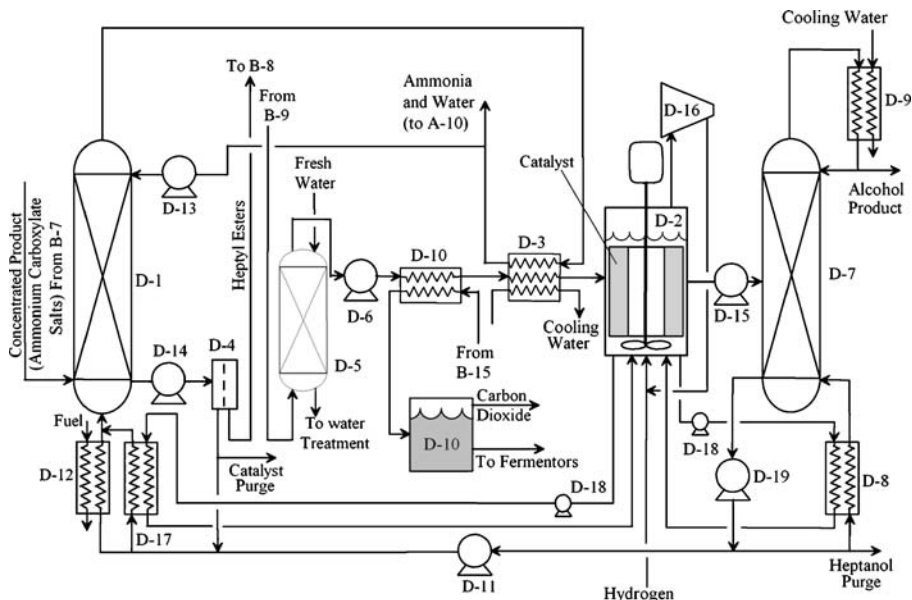 Cooling Water
To B-8
From
B-9
Ammonia
and Water
(to A-10)
D-16
D-9
Fresh
Water
Catalyst
D-13
Alcohol
Product
D-2
D-3
D-10
Concentrated Product
(Ammonium Carboxylate
Salts) From B-7
D-1
Heptyl Esters
D-7
D-6
D-15
Cooling
Water
D-14
D-4
D-5
From
B-15
Carbon
Dioxide
To water
Treatment
Fuel
D-10
D-18
D-12
Catalyst
Purge
To Fermentors
D-19
D-8
D-18
D-17
D-11
Heptanol
Purge
Hydrogen